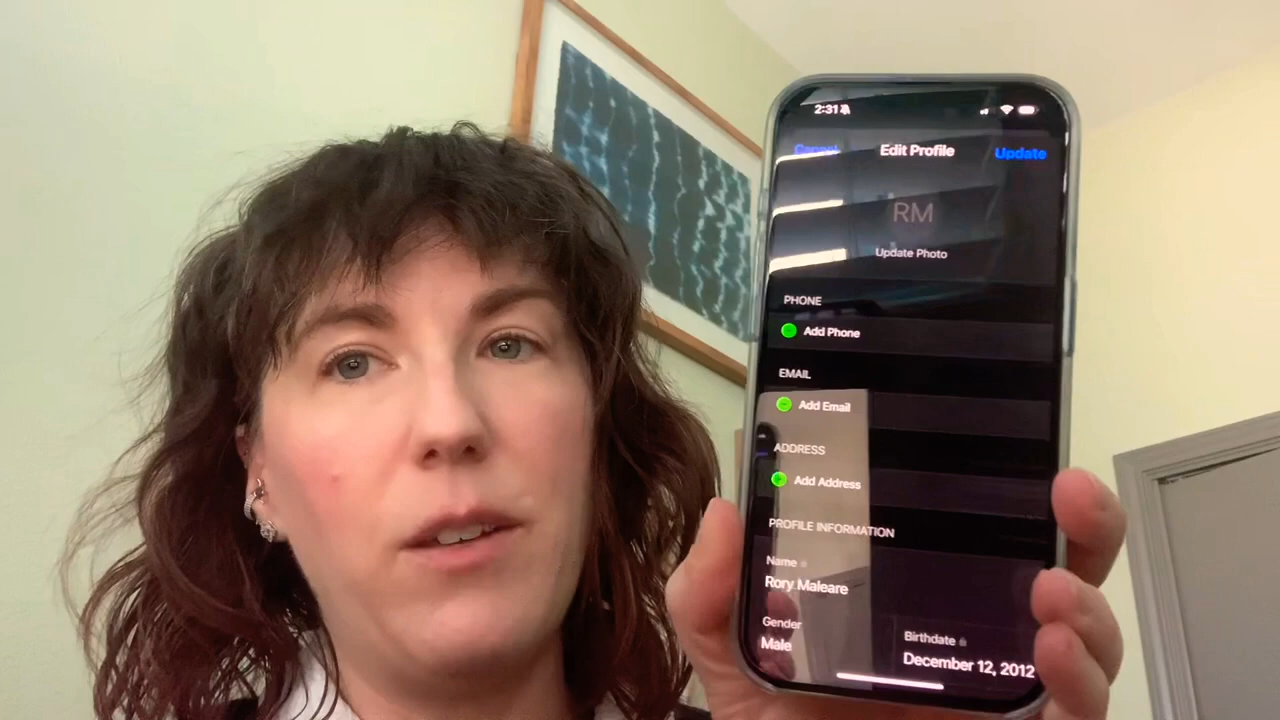 2:31
Cancel Edit Profile Update
RM
Update Photo
PHONE
Add Phone
EMAIL
Add Email
ADDRESS
Add Address
PROFILE INFORMATION
Name
Rory Maleare
Gender
Male
Birthdate
December 12, 2012